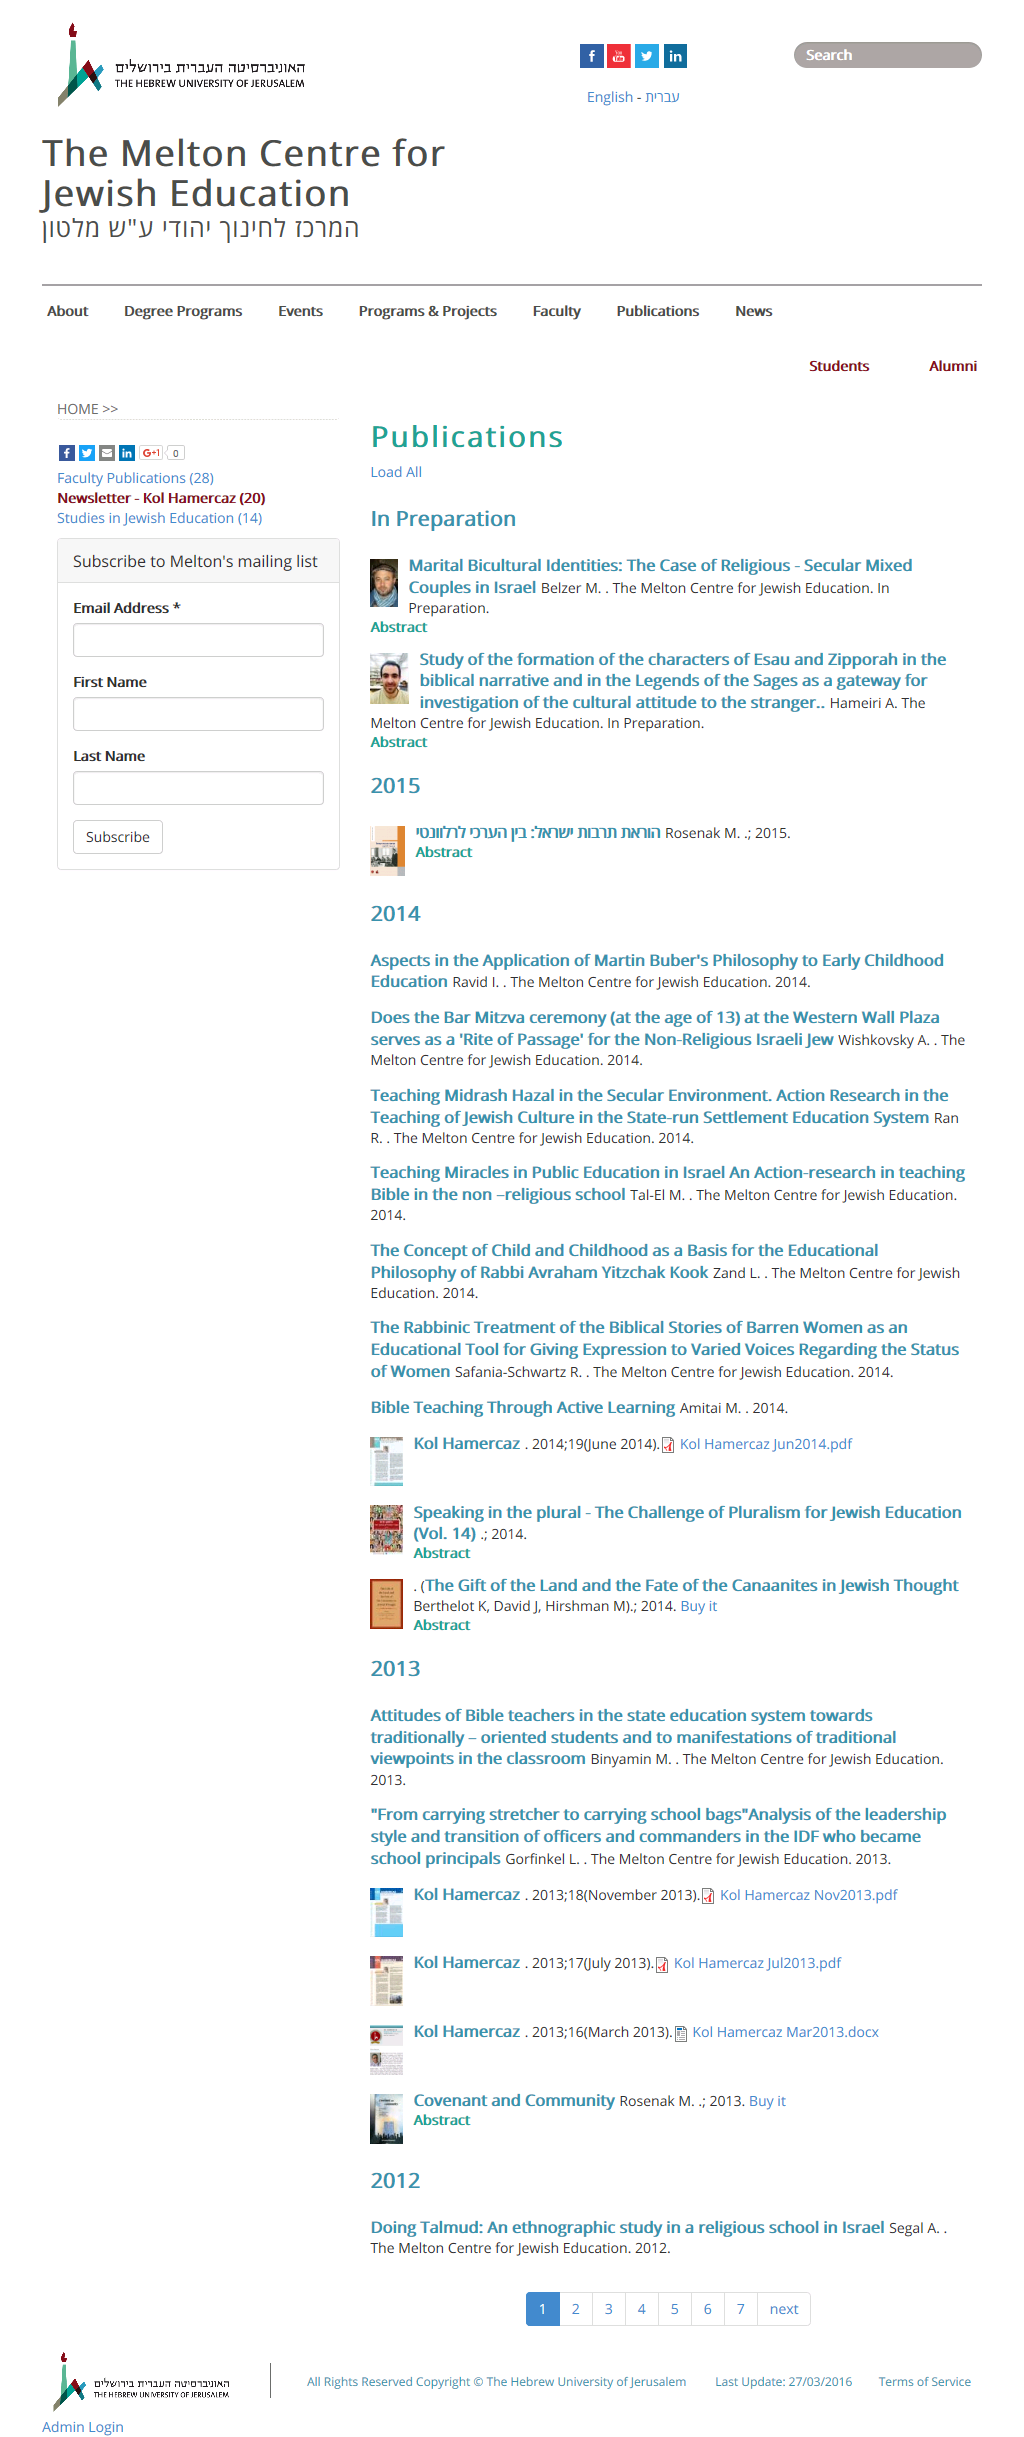 האוניברסיטה העברית בירושלים
THE HEBREW UNIVERSITY OF JERUSALEM
Search
English - עברית
The Melton Centre for
Jewish Education
המרכז לחינוך יהודי ע"ש מלטון
About Degree Programs Events Programs & Projects Faculty Publications News
Students Alumni
HOME >>
G+1 0
Faculty Publications (28)
Newsletter - Kol Hamercaz (20)
Studies in Jewish Education (14)
Subscribe to Melton's mailing list
Email Address *
First Name
Last Name
Subscribe
Publications
Load All
In Preparation
Marital Bicultural Identities: The Case of Religious - Secular Mixed
Couples in Israel Belzer M. . The Melton Centre for Jewish Education. In
Preparation.
Abstract
Study of the formation of the characters of Esau and Zipporah in the
biblical narrative and in the Legends of the Sages as a gateway for
investigation of the cultural attitude to the stranger.. Hameiri A. The
Melton Centre for Jewish Education. In Preparation.
Abstract
2015
הוראת תרבות ישראל: בין הערכי לרלוונטי Rosenak M. .; 2015.
Abstract
2014
Aspects in the Application of Martin Buber's Philosophy to Early Childhood
Education Ravid I. . The Melton Centre for Jewish Education. 2014.
Does the Bar Mitzva ceremony (at the age of 13) at the Western Wall Plaza
serves as a 'Rite of Passage' for the Non-Religious Israeli Jew Wishkovsky A. . The
Melton Centre for Jewish Education. 2014.
Teaching Midrash Hazal in the Secular Environment. Action Research in the
Teaching of Jewish Culture in the State-run Settlement Education System Ran
R. . The Melton Centre for Jewish Education. 2014.
Teaching Miracles in Public Education in Israel An Action-research in teaching
Bible in the non –religious school Tal-El M. . The Melton Centre for Jewish Education.
2014.
The Concept of Child and Childhood as a Basis for the Educational
Philosophy of Rabbi Avraham Yitzchak Kook Zand L. . The Melton Centre for Jewish
Education. 2014.
The Rabbinic Treatment of the Biblical Stories of Barren Women as an
Educational Tool for Giving Expression to Varied Voices Regarding the Status
of Women Safania-Schwartz R. . The Melton Centre for Jewish Education. 2014.
Bible Teaching Through Active Learning Amitai M. . 2014.
Kol Hamercaz . 2014;19(June 2014). Kol Hamercaz Jun2014.pdf
Speaking in the plural - The Challenge of Pluralism for Jewish Education
(Vol. 14) .; 2014.
Abstract
. (The Gift of the Land and the Fate of the Canaanites in Jewish Thought
Berthelot K, David J, Hirshman M).; 2014. Buy it
Abstract
2013
Attitudes of Bible teachers in the state education system towards
traditionally – oriented students and to manifestations of traditional
viewpoints in the classroom Binyamin M. . The Melton Centre for Jewish Education.
2013.
"From carrying stretcher to carrying school bags"Analysis of the leadership
style and transition of officers and commanders in the IDF who became
school principals Gorfinkel L. . The Melton Centre for Jewish Education. 2013.
Kol Hamercaz . 2013;18(November 2013). Kol Hamercaz Nov2013.pdf
Kol Hamercaz . 2013;17(July 2013). Kol Hamercaz Jul2013.pdf
Kol Hamercaz . 2013;16(March 2013). Kol Hamercaz Mar2013.docx
Covenant and Community Rosenak M. .; 2013. Buy it
Abstract
2012
Doing Talmud: An ethnographic study in a religious school in Israel Segal A. .
The Melton Centre for Jewish Education. 2012.
1 2 3 4 5 6 7 next
האוניברסיטה העברית בירושלים
THE HEBREW UNIVERSITY OF JERUSALEM
All Rights Reserved Copyright © The Hebrew University of Jerusalem Last Update: 27/03/2016 Terms of Service
Admin Login